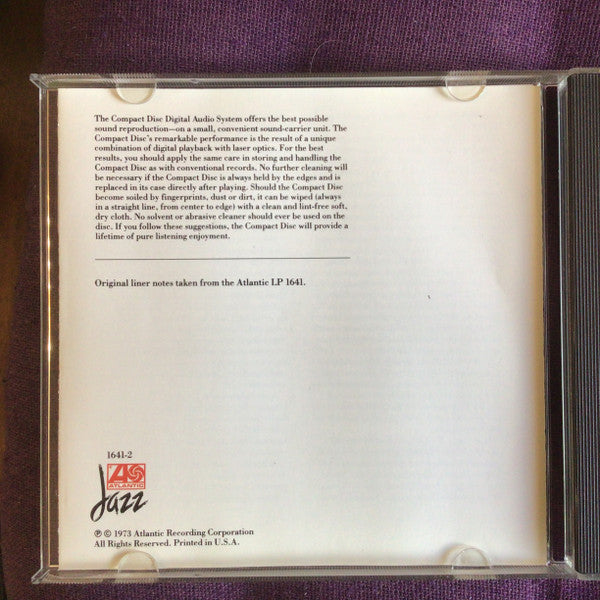 The Compact Disc Digital Audio System offers the best possible
sound reproduction—on a small, convenient sound-carrier unit. The
Compact Disc's remarkable performance is the result of a unique
combination of digital playback with laser optics. For the best
results, you should apply the same care in storing and handling the
Compact Disc as with conventional records. No further cleaning will
be necessary if the Compact Disc is always held by the edges and is
replaced in its case directly after playing. Should the Compact Disc
become soiled by fingerprints, dust or dirt, it can be wiped (always
in a straight line, from center to edge) with a clean and lint-free soft,
dry cloth. No solvent or abrasive cleaner should ever be used on the
disc. If you follow these suggestions, the Compact Disc will provide a
lifetime of pure listening enjoyment.
Original liner notes taken from the Atlantic LP 1641.
1641-2
ATLANTIC
Jazz
℗ © 1973 Atlantic Recording Corporation
All Rights Reserved. Printed in U.S.A.